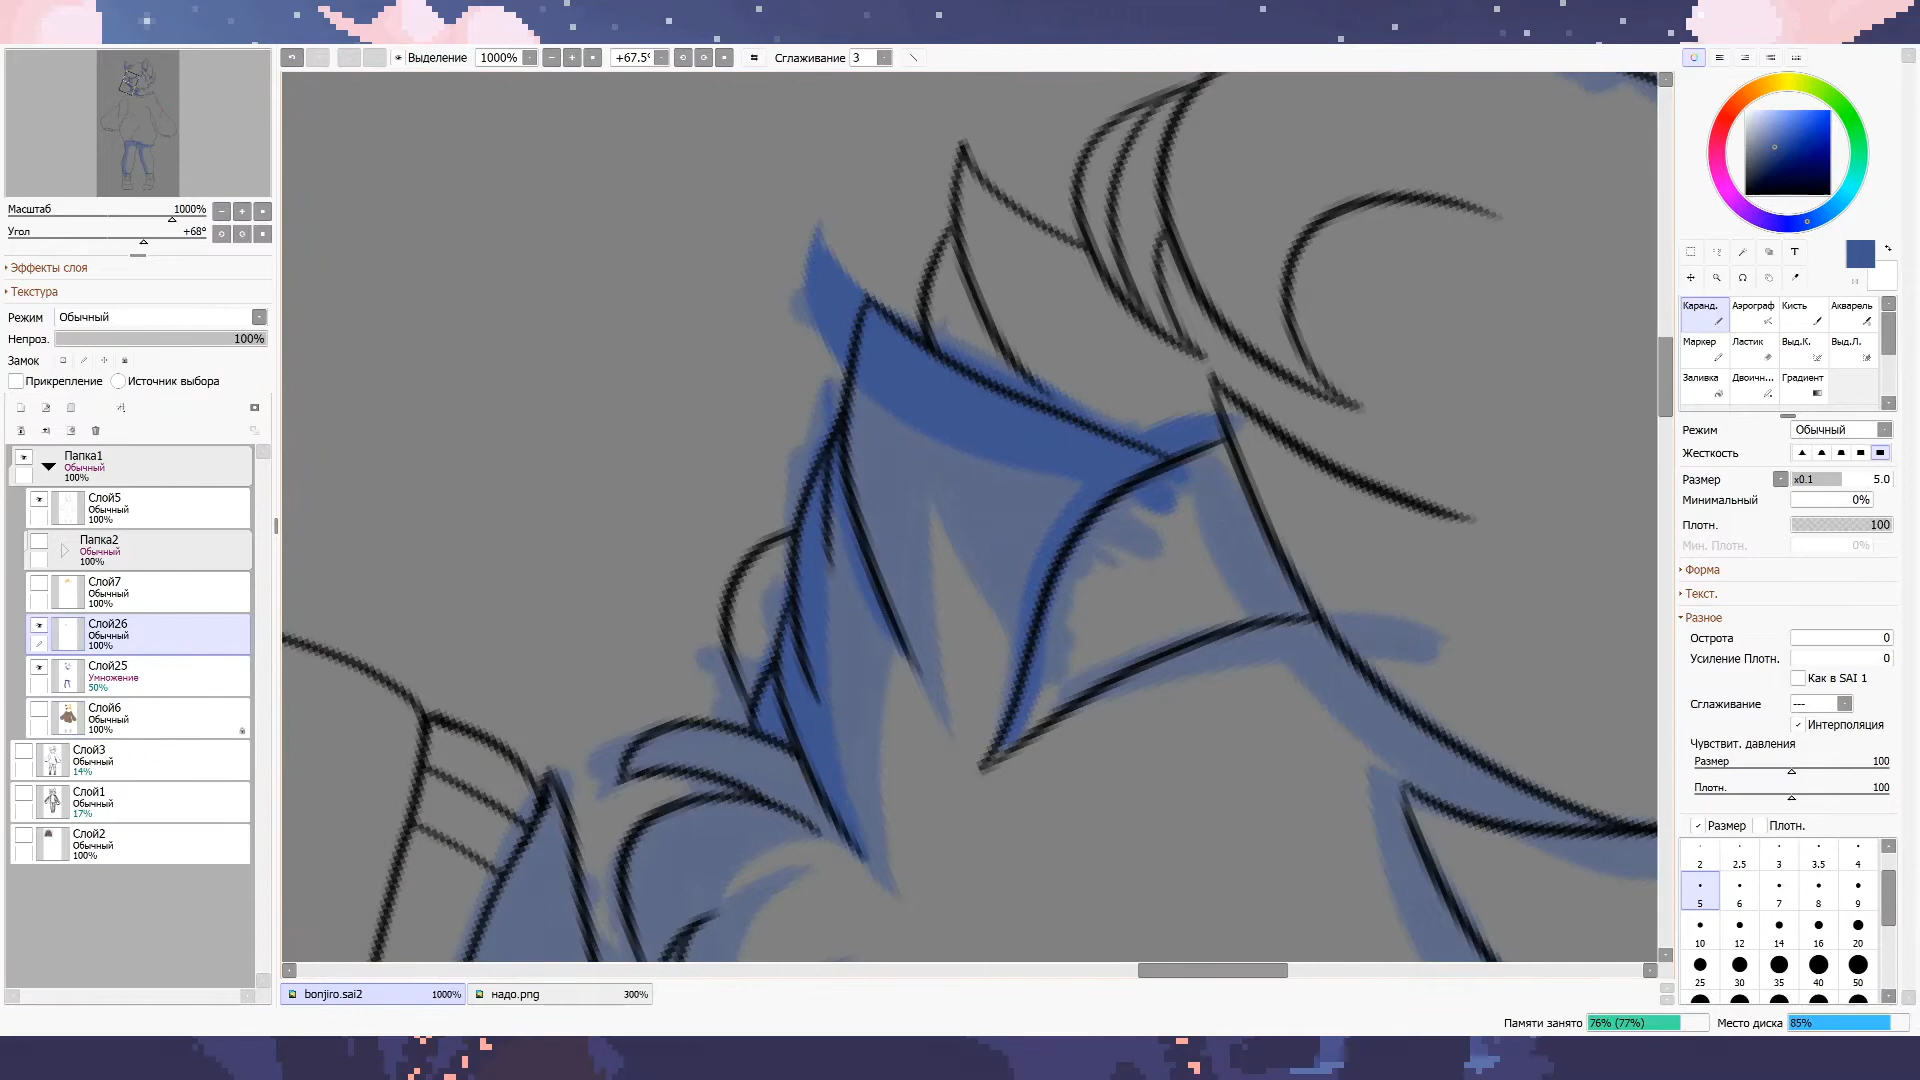 Выделение 1000% +67.5° Сглаживание 3
Масштаб 1000%
Угол +68°
Эффекты слоя
Текстура
Режим Обычный
Непроз. 100%
Замок
Прикрепление Источник выбора
Папка1
Обычный
100%
Слой5
Обычный
100%
Папка2
Обычный
100%
Слой7
Обычный
100%
Слой26
Обычный
100%
Слой25
Умножение
50%
Слой6
Обычный
100%
Слой3
Обычный
14%
Слой1
Обычный
17%
Слой2
Обычный
100%
bonjiro.sai2 1000% надо.png 300%
T
Каранд. Аэрограф Кисть Акварель
Маркер Ластик Выд.К. Выд.Л.
Заливка Двоичн... Градиент
Режим Обычный
Жесткость
Размер x0.1 5.0
Минимальный 0%
Плотн. 100
Мин. Плотн. 0%
Форма
Текст.
Разное
Острота 0
Усиление Плотн. 0
Как в SAI 1
Сглаживание ---
Интерполяция
Чувствит. давления
Размер 100
Плотн. 100
Размер Плотн.
2 2.5 3 3.5 4
5 6 7 8 9
10 12 14 16 20
25 30 35 40 50
Памяти занято 76% (77%) Место диска 85%